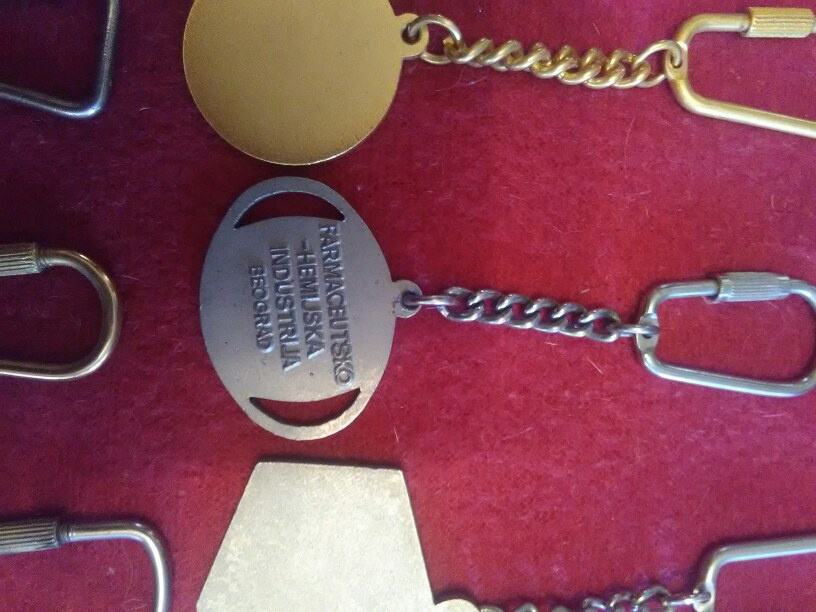 FARMACEUTSKO
-HEMIJSKA
INDUSTRIJA
BEOGRAD